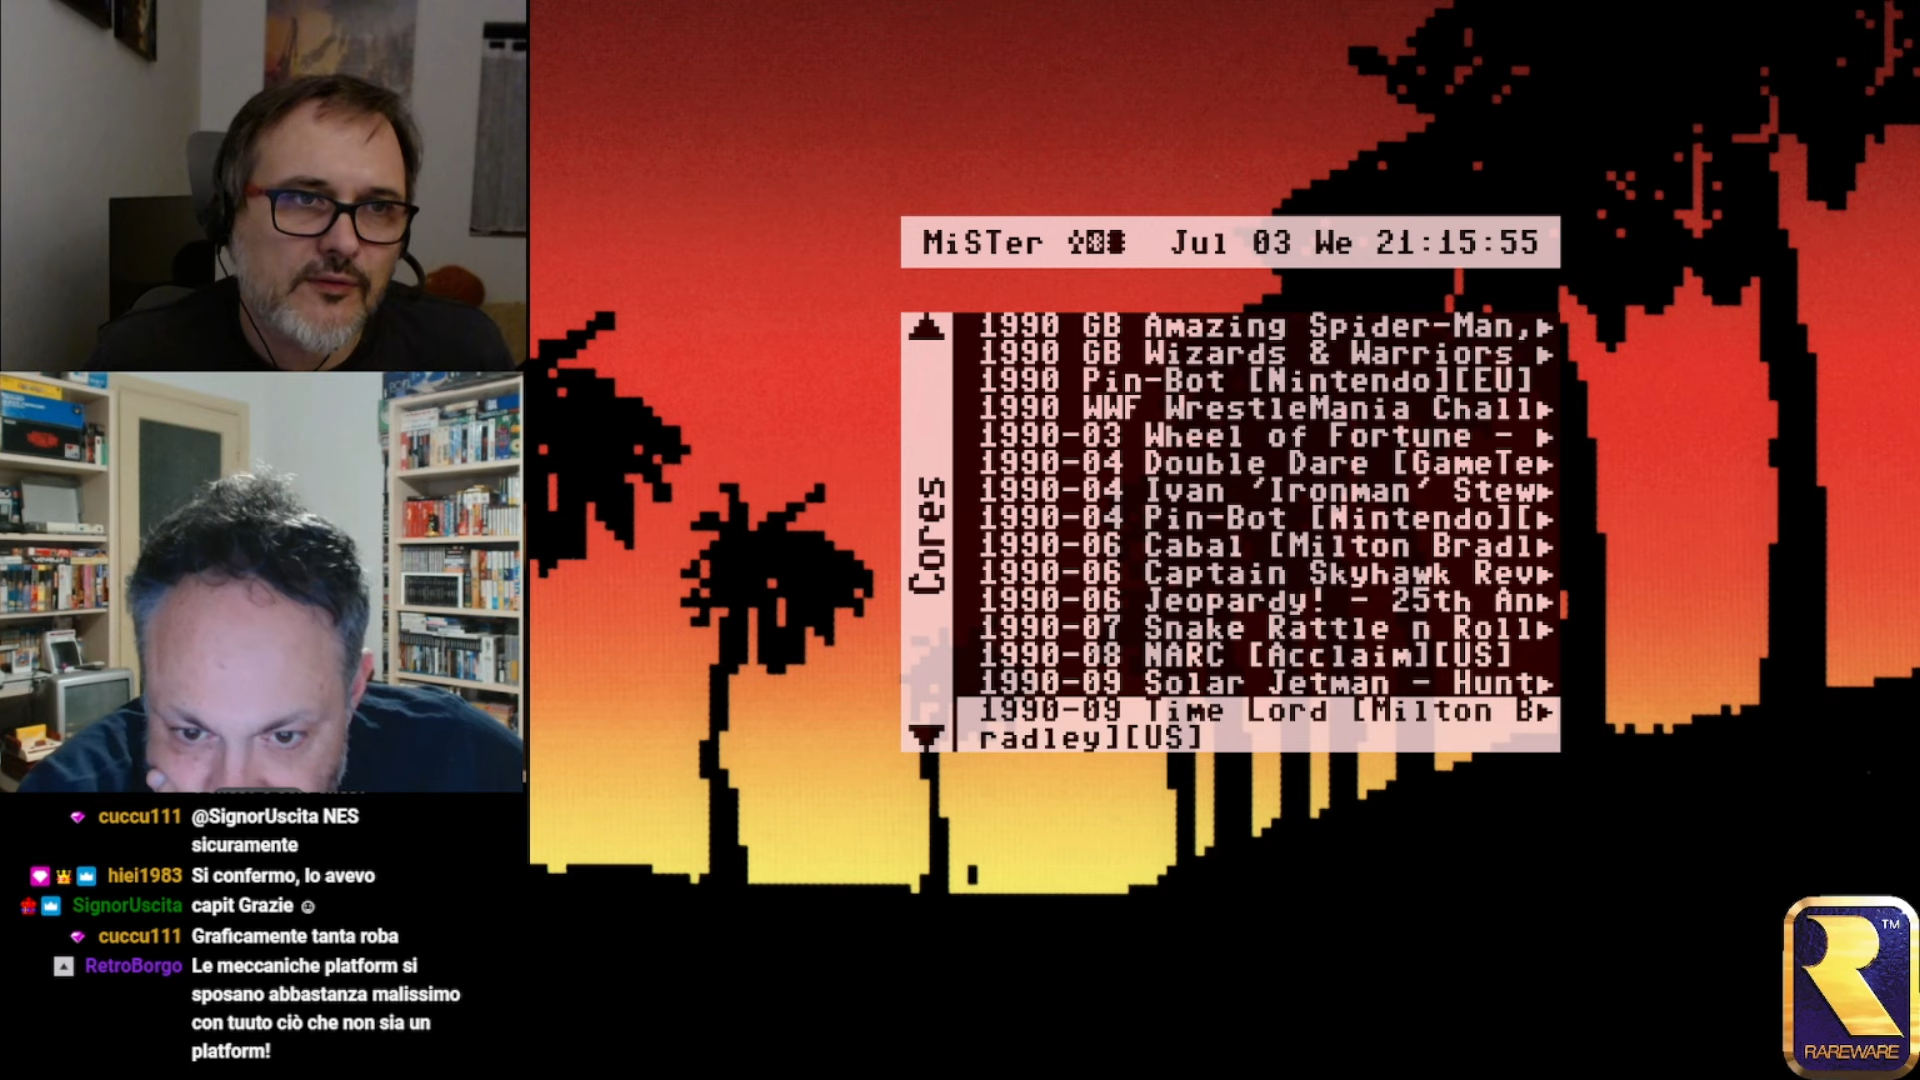 MiSTer Jul 03 We 21:15:55
Cores
1990 GB Amazing Spider-Man,
1990 GB Wizards & Warriors
1990 Pin-Bot [Nintendo][EU]
1990 WWF WrestleMania Chall
1990-03 Wheel of Fortune -
1990-04 Double Dare [GameTe
1990-04 Ivan 'Ironman' Stew
1990-04 Pin-Bot [Nintendo][
1990-06 Cabal [Milton Bradl
1990-06 Captain Skyhawk Rev
1990-06 Jeopardy! - 25th An
1990-07 Snake Rattle n Roll
1990-08 NARC [Acclaim][US]
1990-09 Solar Jetman - Hunt
1990-09 Time Lord [Milton B
radley][US]
cuccu111 @SignorUscita NES
sicuramente
hiei1983 Si confermo, lo avevo
SignorUscita capit Grazie
cuccu111 Graficamente tanta roba
RetroBorgo Le meccaniche platform si
sposano abbastanza malissimo
con tuuto ciò che non sia un
platform!
TM
RAREWARE